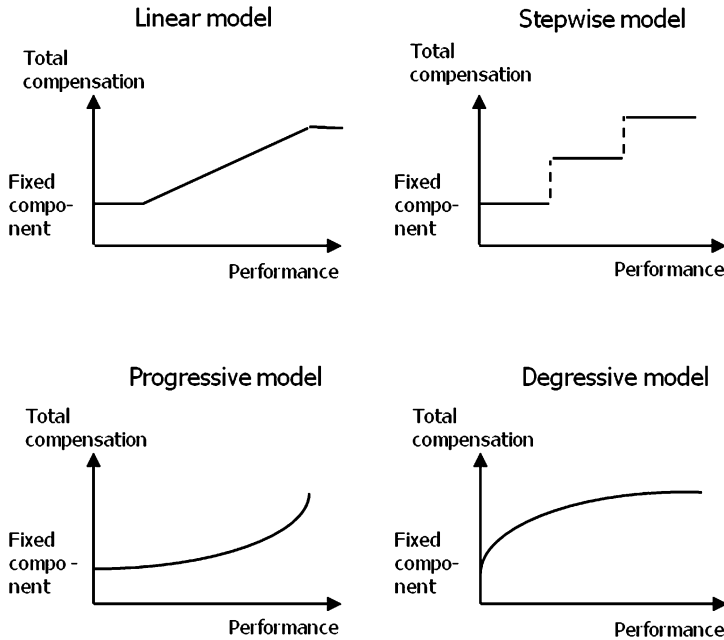 Linear model
Total
compensation
Fixed
compo-
nent
Performance
Stepwise model
Total
compensation
Fixed
compo-
nent
Performance
Progressive model
Total
compensation
Fixed
compo -
nent
Performance
Degressive model
Total
compensation
Fixed
compo-
nent
Performance